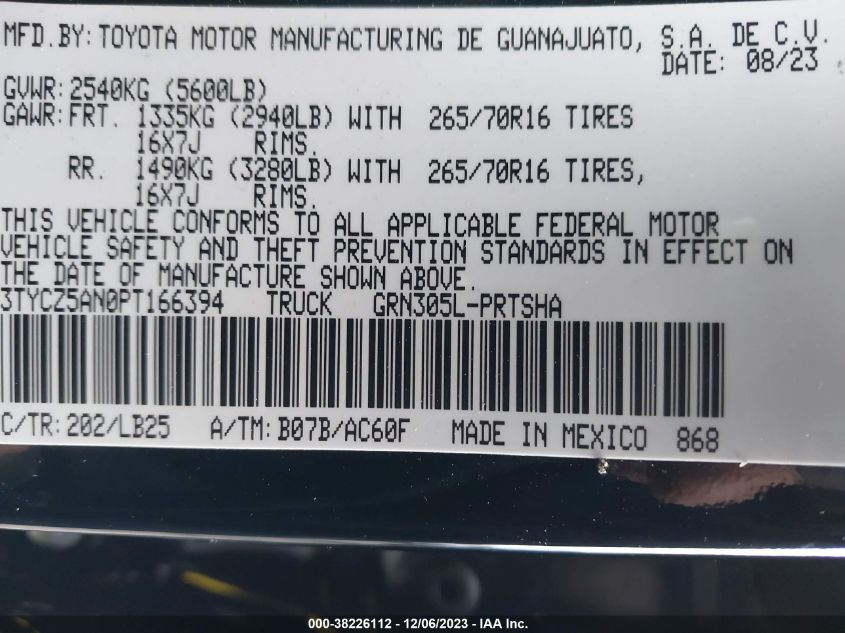 MFD.BY: TOYOTA MOTOR MANUFACTURING DE GUANAJUATO, S.A. DE C.V.
DATE: 08/23
GVWR: 2540KG (5600LB)
GAWR: FRT. 1335KG (2940LB) WITH 265/70R16 TIRES
16X7J RIMS.
RR. 1490KG (3280LB) WITH 265/70R16 TIRES,
16X7J RIMS.
THIS VEHICLE CONFORMS TO ALL APPLICABLE FEDERAL MOTOR
VEHICLE SAFETY AND THEFT PREVENTION STANDARDS IN EFFECT ON
THE DATE OF MANUFACTURE SHOWN ABOVE.
3TYCZ5AN0PT166394 TRUCK GRN305L-PRTSHA
C/TR: 202/LB25 A/TM: B07B/AC60F MADE IN MEXICO 868
000-38226112 - 12/06/2023 - IAA Inc.